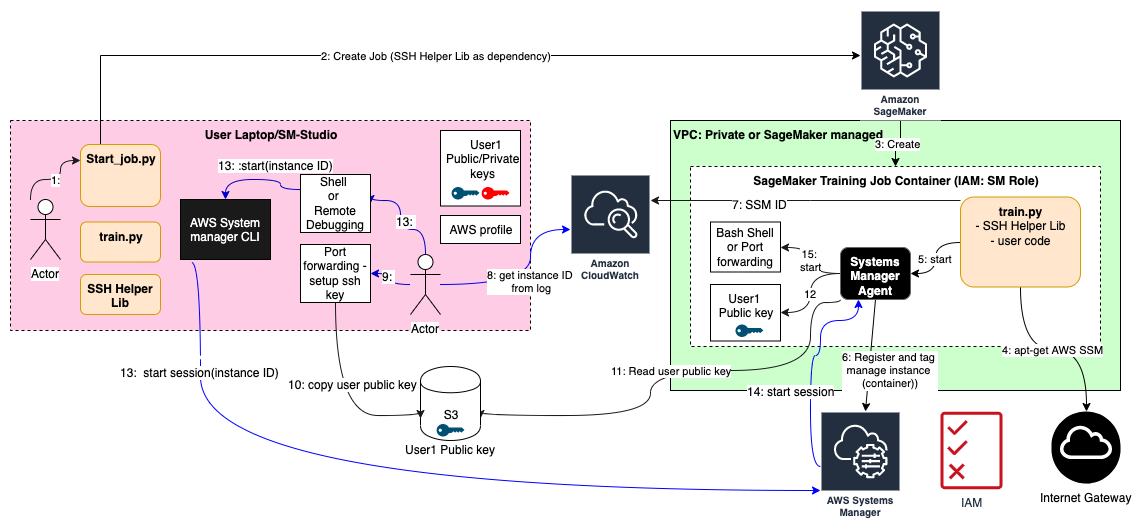 2: Create Job (SSH Helper Lib as dependency)
Amazon
SageMaker
User Laptop/SM-Studio
VPC: Private or SageMaker managed
3: Create
Start_job.py
1:
Actor
train.py
SSH Helper
Lib
13: :start(instance ID)
AWS System
manager CLI
Shell
or
Remote
Debugging
13:
Port
forwarding -
setup ssh
key
9:
Actor
User1
Public/Private
keys
AWS profile
8: get instance ID
from log
Amazon
CloudWatch
SageMaker Training Job Container (IAM: SM Role)
7: SSM ID
train.py
- SSH Helper Lib
- user code
Bash Shell
or Port
forwarding
15:
start
Systems
Manager
Agent
5: start
User1
Public key
12
4: apt-get AWS SSM
6: Register and tag
manage instance
(container))
11: Read user public key
14: start session
13:  start session(instance ID)
10: copy user public key
S3
User1 Public key
AWS Systems
Manager
IAM
Internet Gateway